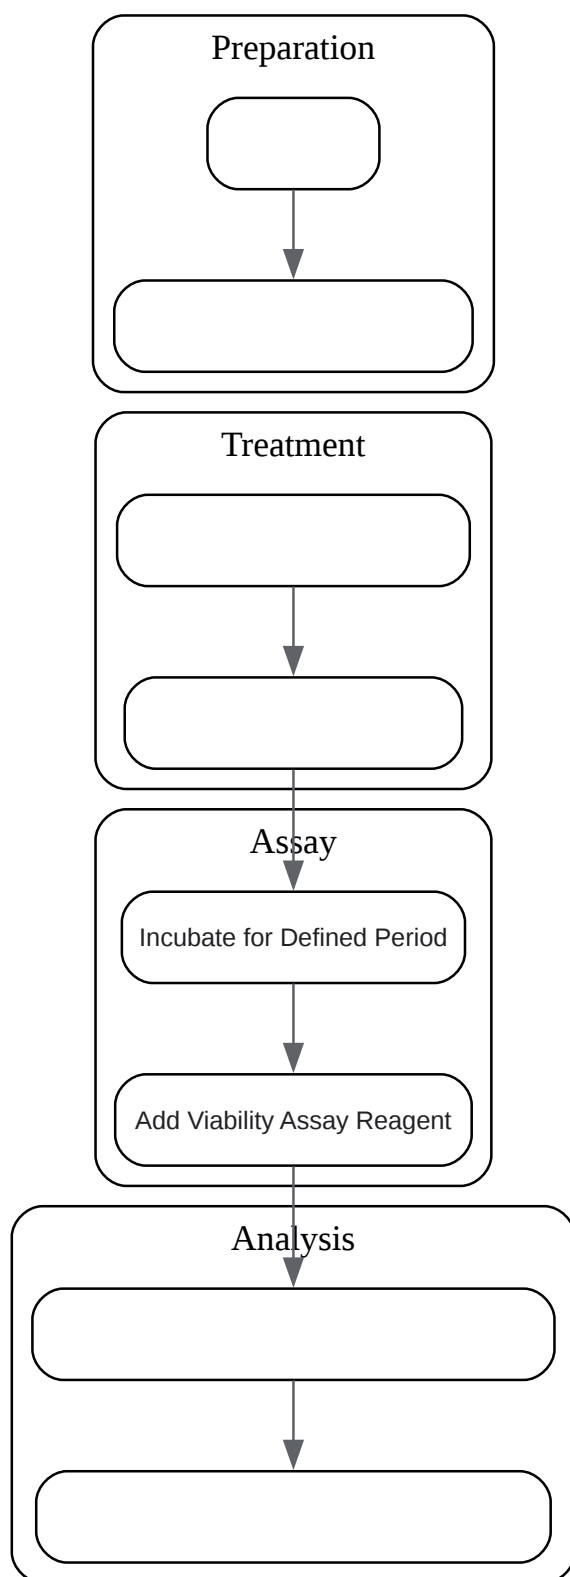 Preparation
Treatment
Assay
Incubate for Defined Period
Add Viability Assay Reagent
Analysis